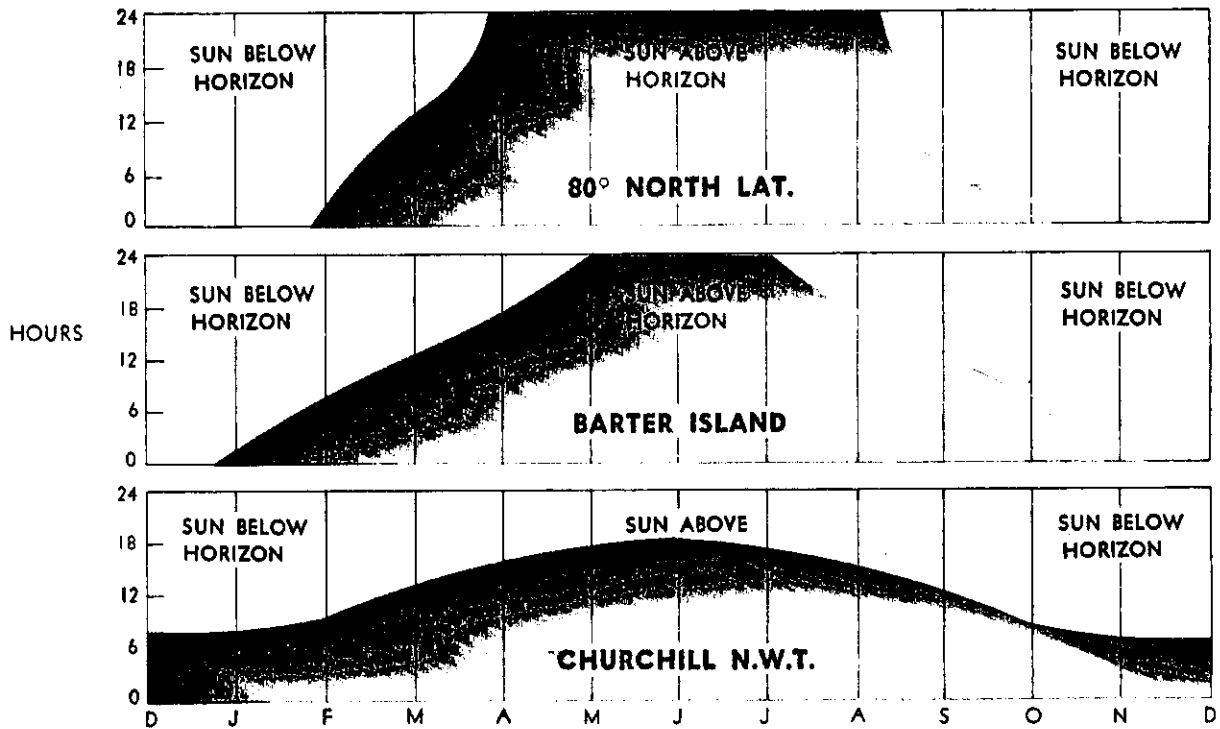 24
18
12
6
0
SUN BELOW
HORIZON
SUN ABOVE
HORIZON
SUN BELOW
HORIZON
80° NORTH LAT.
HOURS
24
18
12
6
0
SUN BELOW
HORIZON
SUN ABOVE
HORIZON
SUN BELOW
HORIZON
BARTER ISLAND
24
18
12
6
0
SUN BELOW
HORIZON
SUN ABOVE
SUN BELOW
HORIZON
CHURCHILL N.W.T.
D J F M A M J J A S O N D